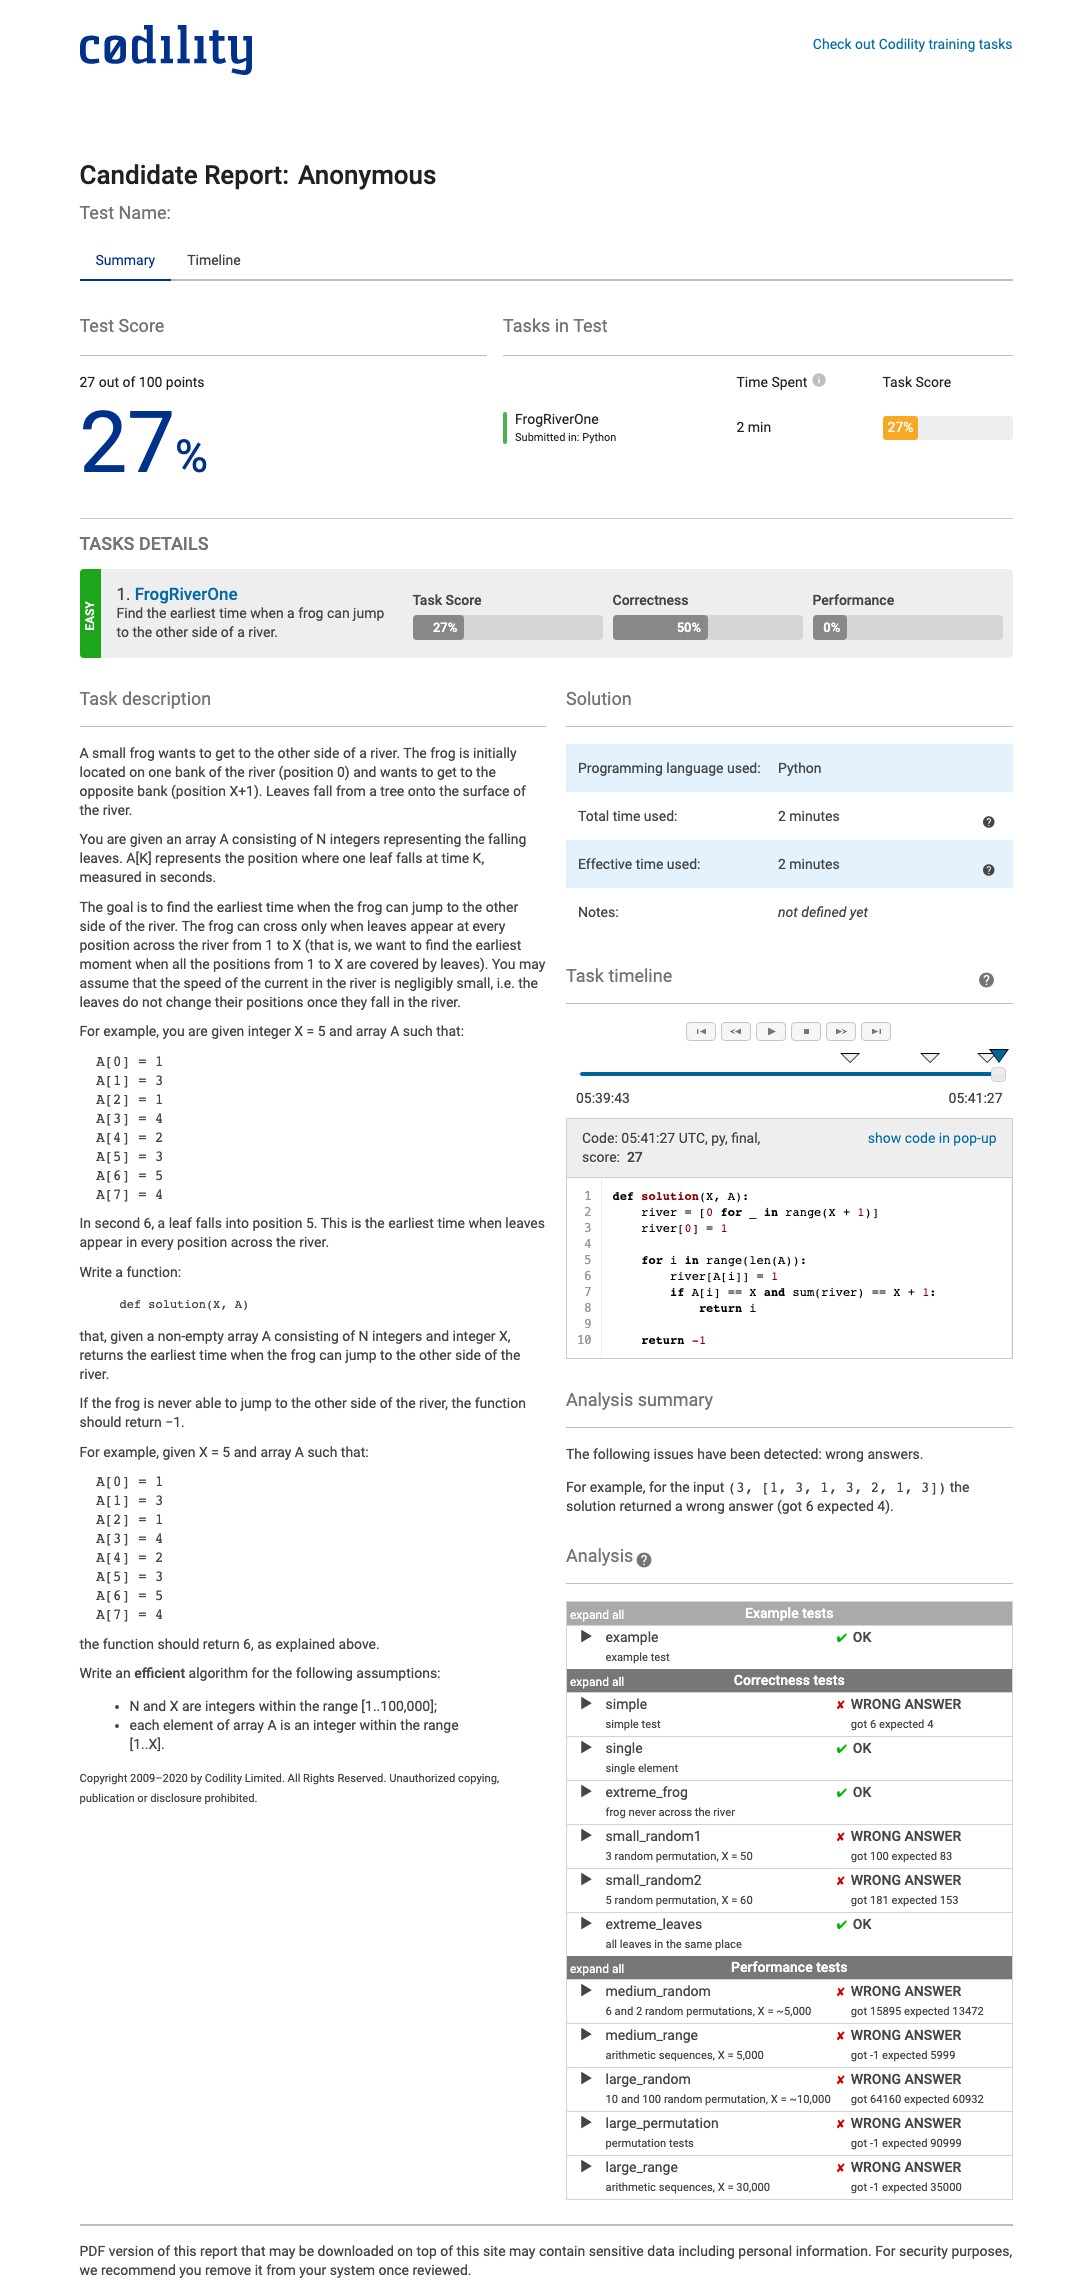 cødılıty
Check out Codility training tasks
Candidate Report: Anonymous
Test Name:
Summary Timeline
Test Score
27 out of 100 points
27%
Tasks in Test
Time Spent Task Score
FrogRiverOne
Submitted in: Python
2 min
27%
TASKS DETAILS
EASY
1. FrogRiverOne
Find the earliest time when a frog can jump
to the other side of a river.
Task Score
27%
Correctness
50%
Performance
0%
Task description
A small frog wants to get to the other side of a river. The frog is initially
located on one bank of the river (position 0) and wants to get to the
opposite bank (position X+1). Leaves fall from a tree onto the surface of
the river.
You are given an array A consisting of N integers representing the falling
leaves. A[K] represents the position where one leaf falls at time K,
measured in seconds.
The goal is to find the earliest time when the frog can jump to the other
side of the river. The frog can cross only when leaves appear at every
position across the river from 1 to X (that is, we want to find the earliest
moment when all the positions from 1 to X are covered by leaves). You may
assume that the speed of the current in the river is negligibly small, i.e. the
leaves do not change their positions once they fall in the river.
For example, you are given integer X = 5 and array A such that:
A[0] = 1
A[1] = 3
A[2] = 1
A[3] = 4
A[4] = 2
A[5] = 3
A[6] = 5
A[7] = 4
In second 6, a leaf falls into position 5. This is the earliest time when leaves
appear in every position across the river.
Write a function:
def solution(X, A)
that, given a non-empty array A consisting of N integers and integer X,
returns the earliest time when the frog can jump to the other side of the
river.
If the frog is never able to jump to the other side of the river, the function
should return −1.
For example, given X = 5 and array A such that:
A[0] = 1
A[1] = 3
A[2] = 1
A[3] = 4
A[4] = 2
A[5] = 3
A[6] = 5
A[7] = 4
the function should return 6, as explained above.
Write an efficient algorithm for the following assumptions:
• N and X are integers within the range [1..100,000];
• each element of array A is an integer within the range
[1..X].
Copyright 2009–2020 by Codility Limited. All Rights Reserved. Unauthorized copying,
publication or disclosure prohibited.
Solution
Programming language used: Python
Total time used: 2 minutes ?
Effective time used: 2 minutes ?
Notes: not defined yet
Task timeline ?
05:39:43 05:41:27
Code: 05:41:27 UTC, py, final,
score: 27
show code in pop-up
1 def solution(X, A):
2 river = [0 for _ in range(X + 1)]
3 river[0] = 1
4
5 for i in range(len(A)):
6 river[A[i]] = 1
7 if A[i] == X and sum(river) == X + 1:
8 return i
9
10 return -1
Analysis summary
The following issues have been detected: wrong answers.
For example, for the input (3, [1, 3, 1, 3, 2, 1, 3]) the
solution returned a wrong answer (got 6 expected 4).
Analysis ?
expand all Example tests
▶ example ✔ OK
example test
expand all Correctness tests
▶ simple ✘ WRONG ANSWER
simple test got 6 expected 4
▶ single ✔ OK
single element
▶ extreme_frog ✔ OK
frog never across the river
▶ small_random1 ✘ WRONG ANSWER
3 random permutation, X = 50 got 100 expected 83
▶ small_random2 ✘ WRONG ANSWER
5 random permutation, X = 60 got 181 expected 153
▶ extreme_leaves ✔ OK
all leaves in the same place
expand all Performance tests
▶ medium_random ✘ WRONG ANSWER
6 and 2 random permutations, X = ~5,000 got 15895 expected 13472
▶ medium_range ✘ WRONG ANSWER
arithmetic sequences, X = 5,000 got -1 expected 5999
▶ large_random ✘ WRONG ANSWER
10 and 100 random permutation, X = ~10,000 got 64160 expected 60932
▶ large_permutation ✘ WRONG ANSWER
permutation tests got -1 expected 90999
▶ large_range ✘ WRONG ANSWER
arithmetic sequences, X = 30,000 got -1 expected 35000
PDF version of this report that may be downloaded on top of this site may contain sensitive data including personal information. For security purposes,
we recommend you remove it from your system once reviewed.